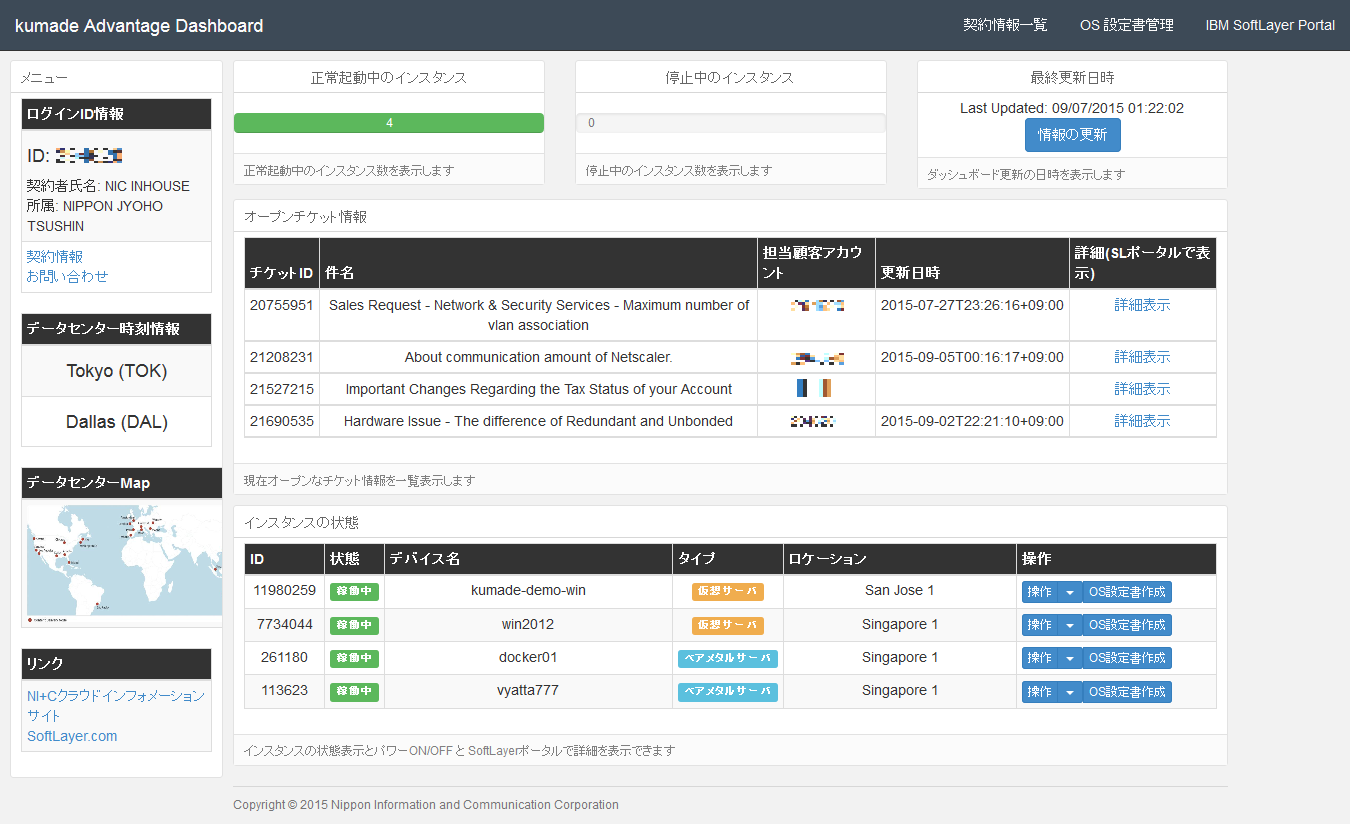 kumade Advantage Dashboard
契約情報一覧 OS 設定書管理 IBM SoftLayer Portal
メニュー
ログインID情報
ID:
契約者氏名: NIC INHOUSE
所属: NIPPON JYOHO
TSUSHIN
契約情報
お問い合わせ
データセンター時刻情報
Tokyo (TOK)
Dallas (DAL)
データセンターMap
リンク
NI+Cクラウドインフォメーション
サイト
SoftLayer.com
正常起動中のインスタンス
4
正常起動中のインスタンス数を表示します
停止中のインスタンス
0
停止中のインスタンス数を表示します
最終更新日時
Last Updated: 09/07/2015 01:22:02
情報の更新
ダッシュボード更新の日時を表示します
オープンチケット情報
チケットID 件名 担当顧客アカウ
ント 更新日時 詳細(SLポータルで表
示)
20755951 Sales Request - Network & Security Services - Maximum number of
vlan association 2015-07-27T23:26:16+09:00 詳細表示
21208231 About communication amount of Netscaler. 2015-09-05T00:16:17+09:00 詳細表示
21527215 Important Changes Regarding the Tax Status of your Account 詳細表示
21690535 Hardware Issue - The difference of Redundant and Unbonded 2015-09-02T22:21:10+09:00 詳細表示
現在オープンなチケット情報を一覧表示します
インスタンスの状態
ID 状態 デバイス名 タイプ ロケーション 操作
11980259 稼働中 kumade-demo-win 仮想サーバ San Jose 1 操作 OS設定書作成
7734044 稼働中 win2012 仮想サーバ Singapore 1 操作 OS設定書作成
261180 稼働中 docker01 ベアメタルサーバ Singapore 1 操作 OS設定書作成
113623 稼働中 vyatta777 ベアメタルサーバ Singapore 1 操作 OS設定書作成
インスタンスの状態表示とパワーON/OFFと SoftLayerポータルで詳細を表示できます
Copyright © 2015 Nippon Information and Communication Corporation